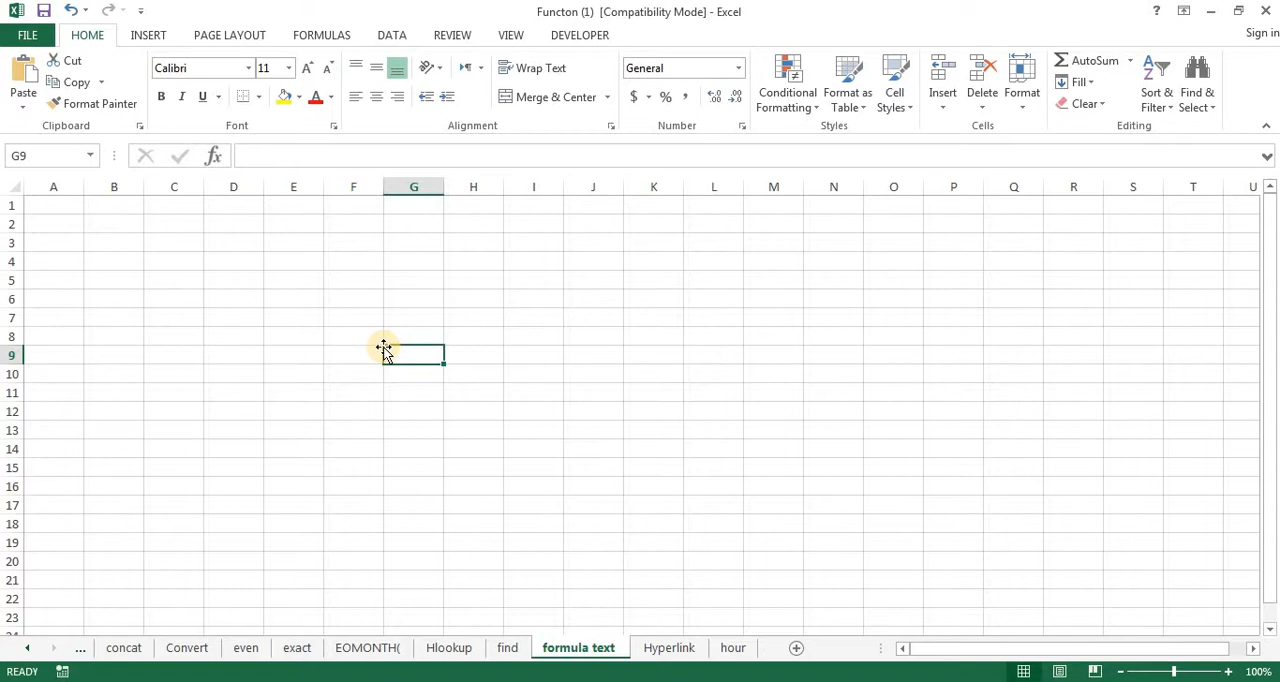 Functon (1) [Compatibility Mode] - Excel
?
FILE HOME INSERT PAGE LAYOUT FORMULAS DATA REVIEW VIEW DEVELOPER Sign in
Paste
Cut
Copy
Format Painter
Calibri 11
B I U A
Wrap Text
Merge & Center
General
$ % ,
Conditional Formatting
Format as Table
Cell Styles
Insert
Delete
Format
AutoSum
Fill
Clear
Sort & Filter
Find & Select
Clipboard Font Alignment Number Styles Cells Editing
G9 fx
A B C D E F G H I J K L M N O P Q R S T U
1
2
3
4
5
6
7
8
9
10
11
12
13
14
15
16
17
18
19
20
21
22
23
... concat Convert even exact EOMONTH( Hlookup find formula text Hyperlink hour
READY 100%